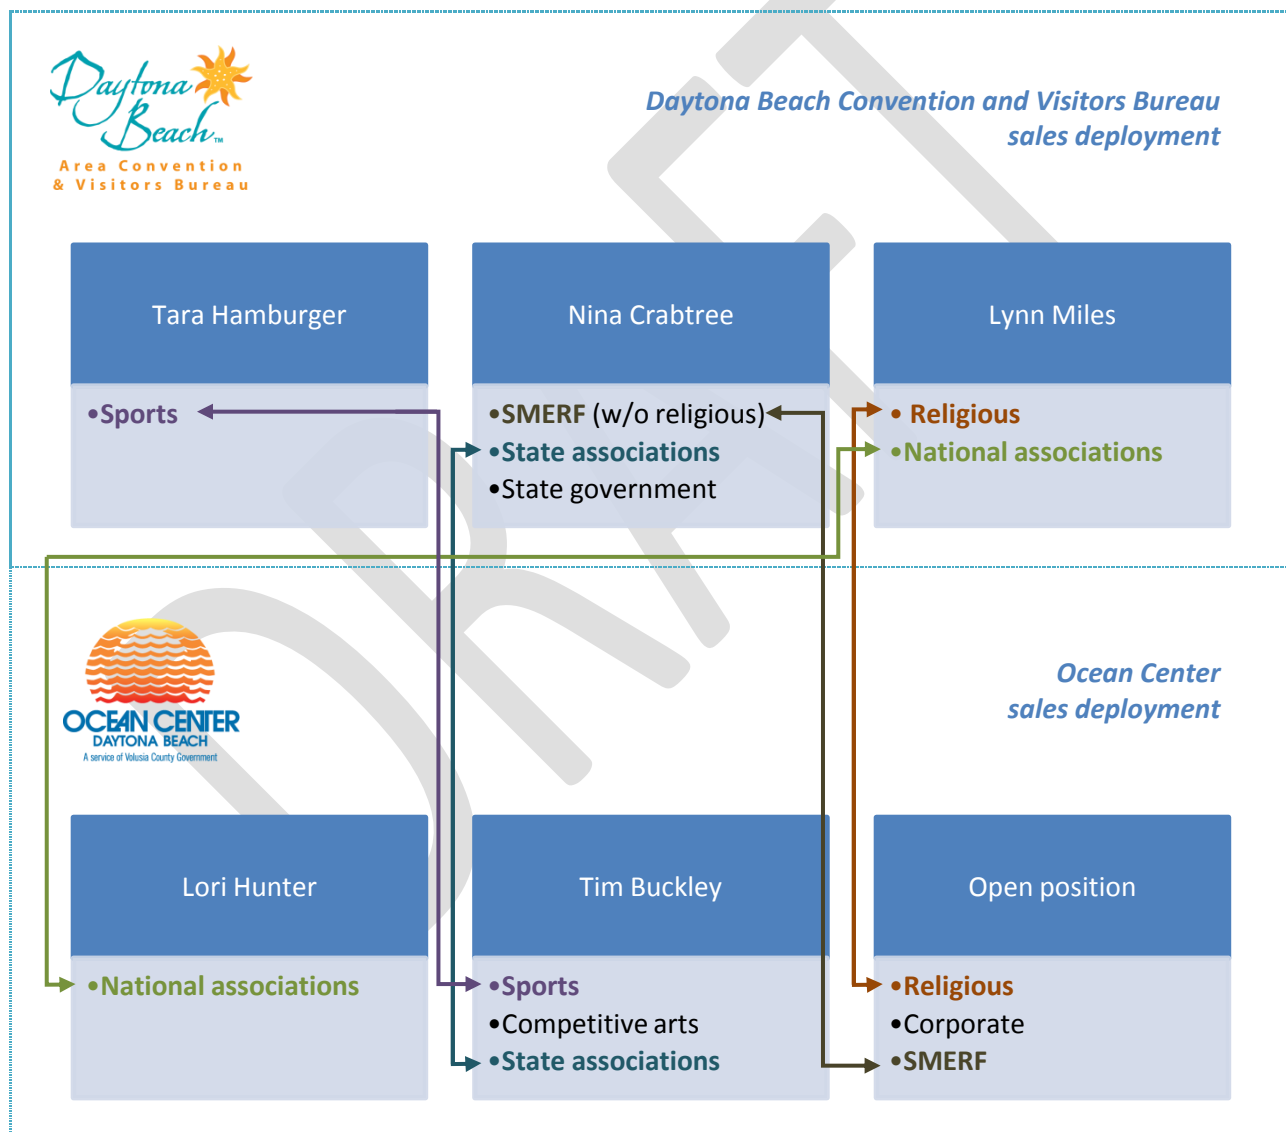 Daytona
Beach™
Area Convention
& Visitors Bureau
Daytona Beach Convention and Visitors Bureau
sales deployment
Tara Hamburger
•Sports
Nina Crabtree
•SMERF (w/o religious)
•State associations
•State government
Lynn Miles
• Religious
•National associations
DRAFT
OCEAN CENTER
DAYTONA BEACH
A service of Volusia County Government
Ocean Center
sales deployment
Lori Hunter
•National associations
Tim Buckley
•Sports
•Competitive arts
•State associations
Open position
•Religious
•Corporate
•SMERF